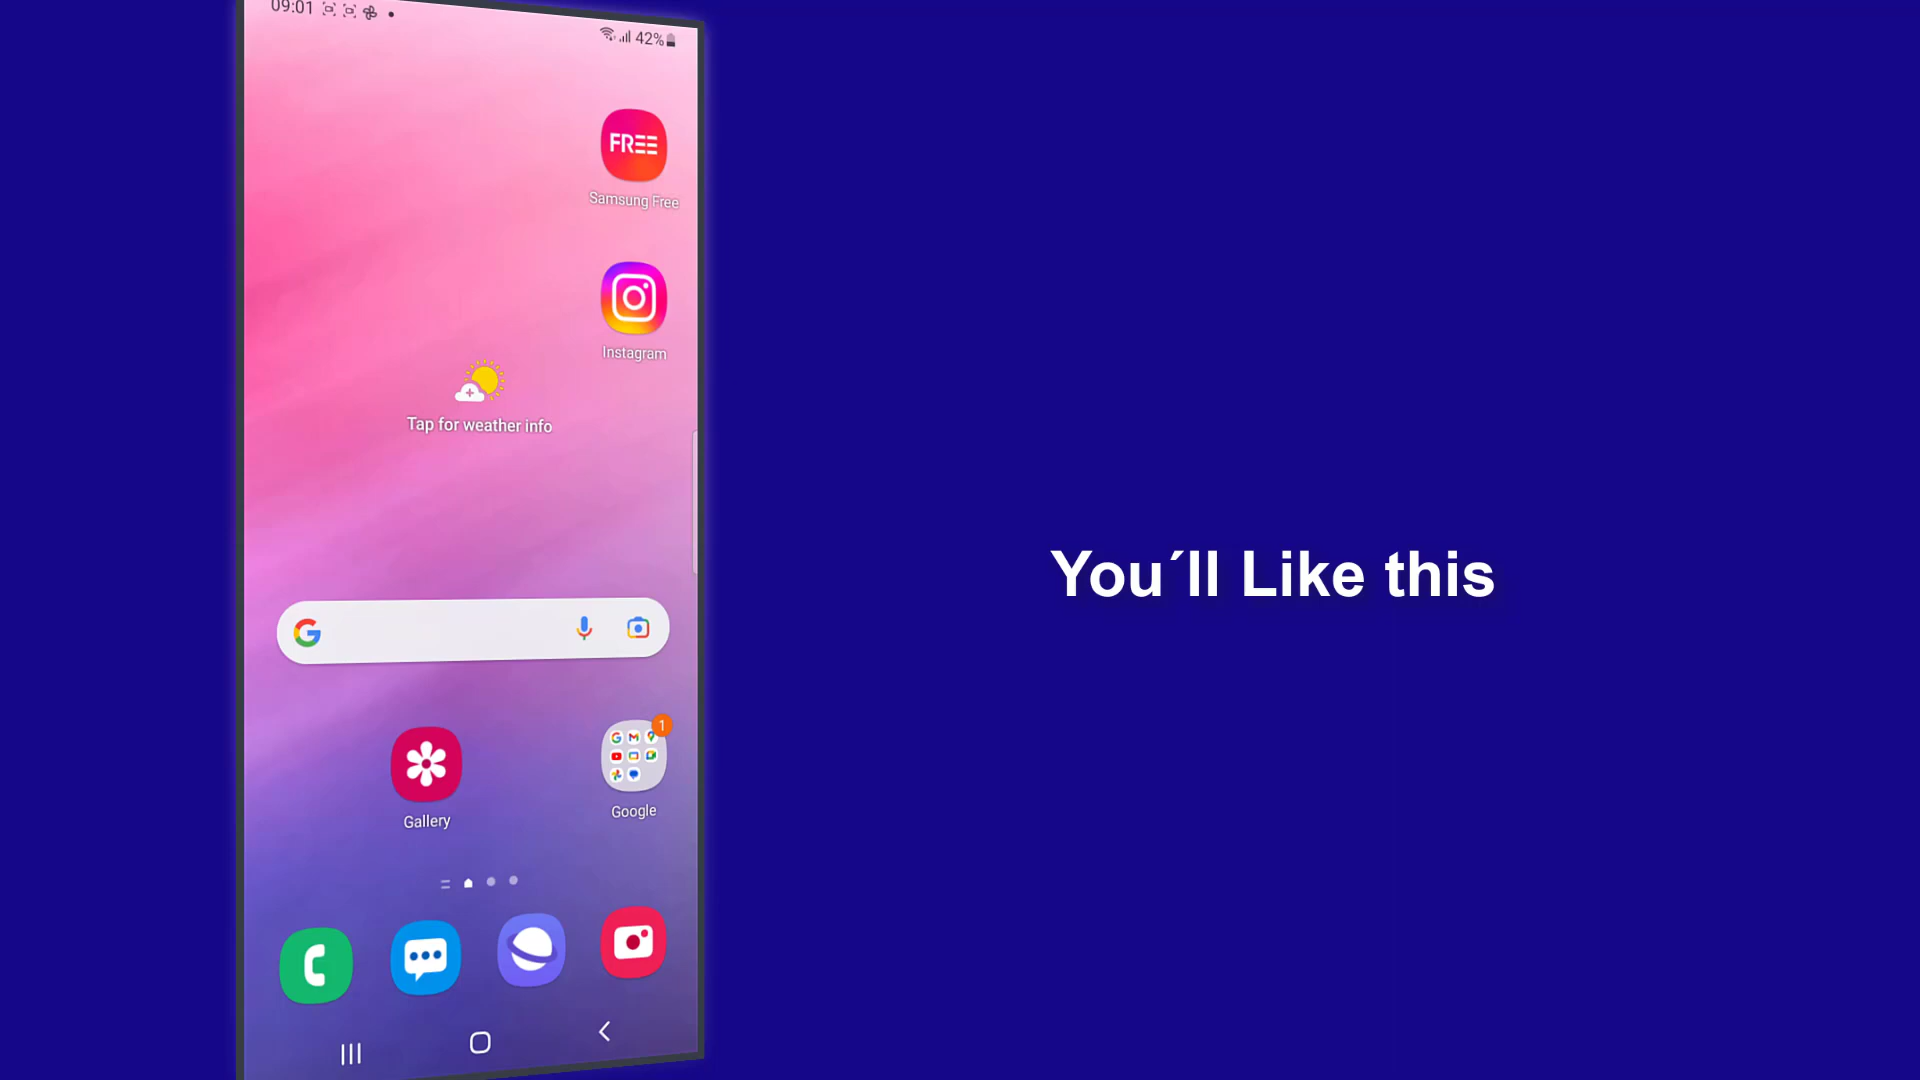 09:01
42%
FREE
Samsung Free
Instagram
Tap for weather info
1
Gallery
Google
You´ll Like this